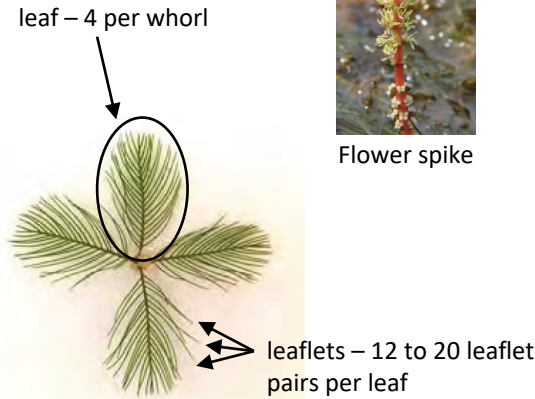 leaf – 4 per whorl
Flower spike
leaflets – 12 to 20 leaflet
pairs per leaf